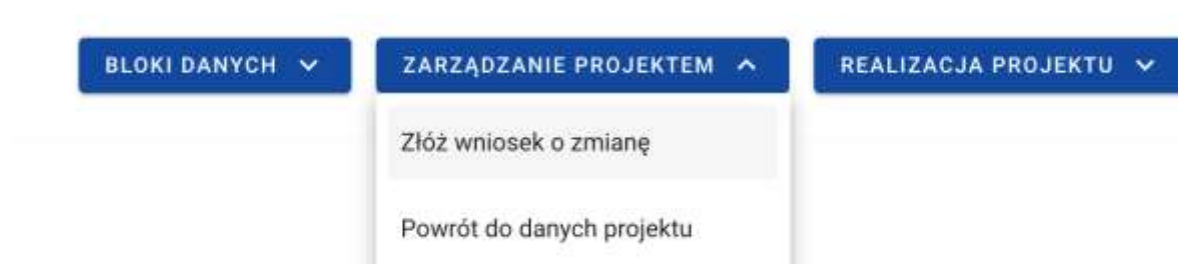 BLOKI DANYCH
ZARZĄDZANIE PROJEKTEM
REALIZACJA PROJEKTU
Złóż wniosek o zmianę
Powrót do danych projektu